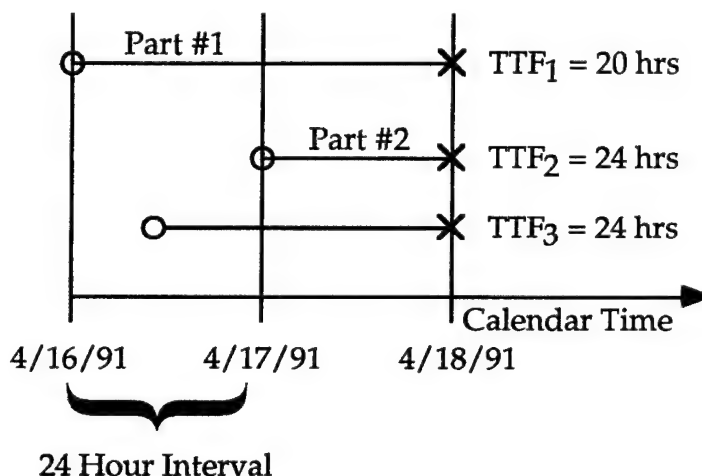 Part #1
TTF1 = 20 hrs
Part #2
TTF2 = 24 hrs
TTF3 = 24 hrs
Calendar Time
4/16/91 4/17/91 4/18/91
24 Hour Interval